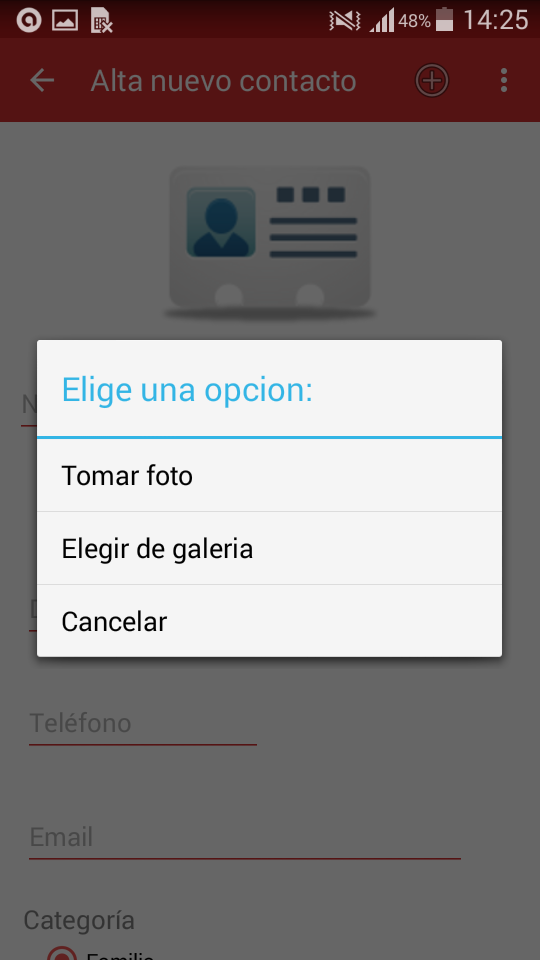 48% 14:25
Alta nuevo contacto
Elige una opcion:
Tomar foto
Elegir de galeria
Cancelar
Teléfono
Email
Categoría
Familia